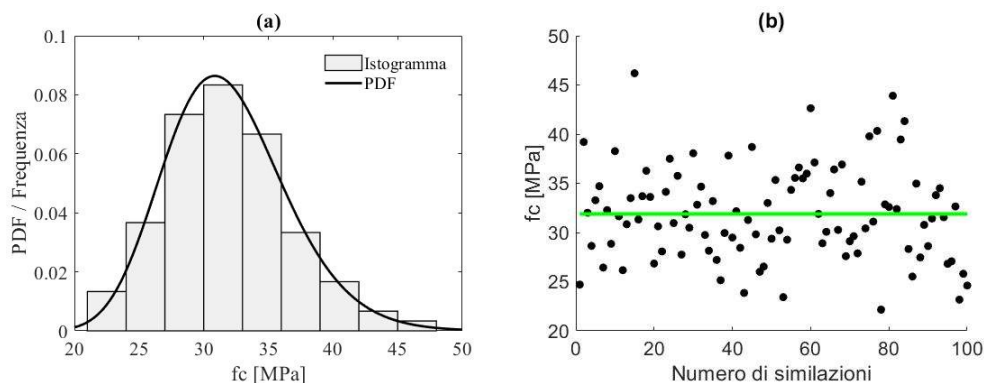 (a)
PDF / Frequenza
0.1
0.08
0.06
0.04
0.02
0
Istogramma
PDF
20 25 30 35 40 45 50
fc [MPa]
(b)
fc [MPa]
50
45
40
35
30
25
20
0 20 40 60 80 100
Numero di similazioni